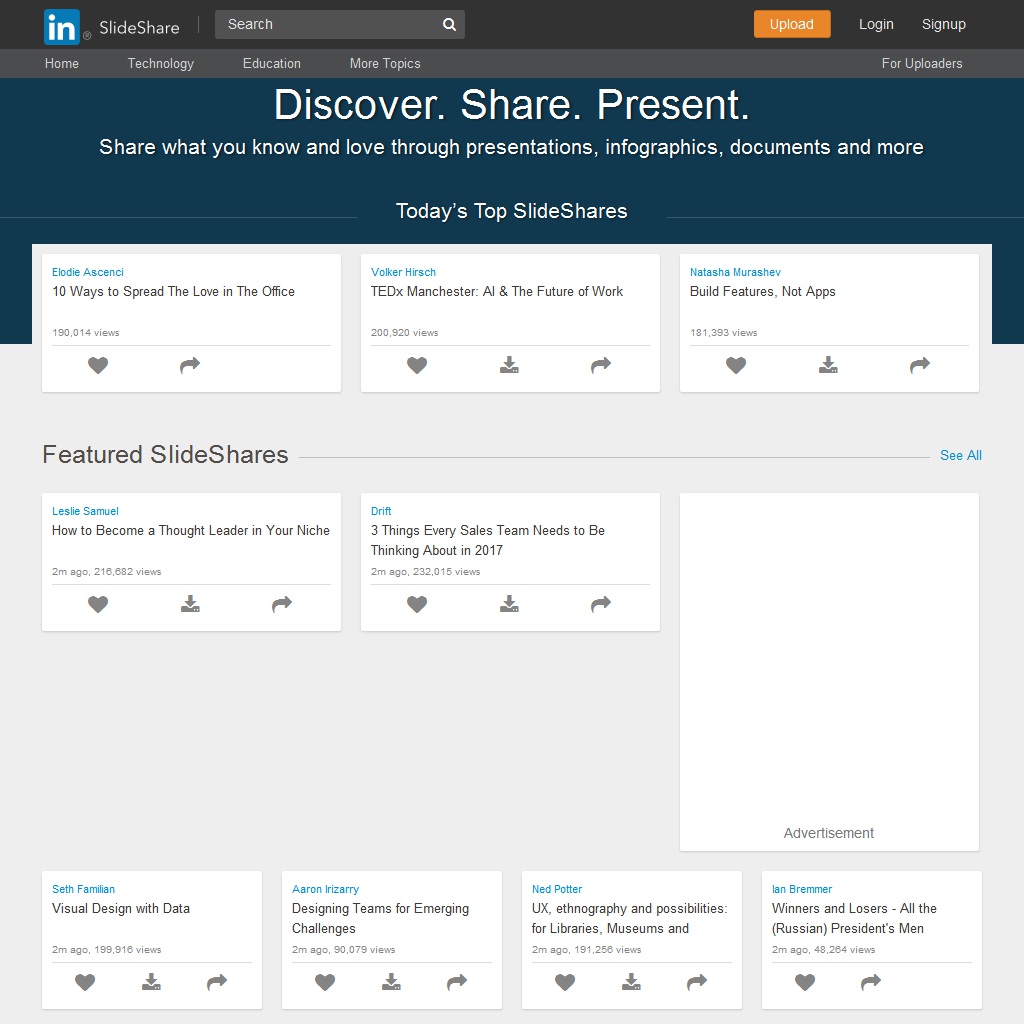 in ® SlideShare Search Upload Login Signup
Home Technology Education More Topics For Uploaders
Discover. Share. Present.
Share what you know and love through presentations, infographics, documents and more
Today’s Top SlideShares
Elodie Ascenci
10 Ways to Spread The Love in The Office
190,014 views
Volker Hirsch
TEDx Manchester: AI & The Future of Work
200,920 views
Natasha Murashev
Build Features, Not Apps
181,393 views
Featured SlideShares See All
Leslie Samuel
How to Become a Thought Leader in Your Niche
2m ago, 216,682 views
Drift
3 Things Every Sales Team Needs to Be
Thinking About in 2017
2m ago, 232,015 views
Advertisement
Seth Familian
Visual Design with Data
2m ago, 199,916 views
Aaron Irizarry
Designing Teams for Emerging
Challenges
2m ago, 90,079 views
Ned Potter
UX, ethnography and possibilities:
for Libraries, Museums and
2m ago, 191,256 views
Ian Bremmer
Winners and Losers - All the
(Russian) President's Men
2m ago, 48,264 views